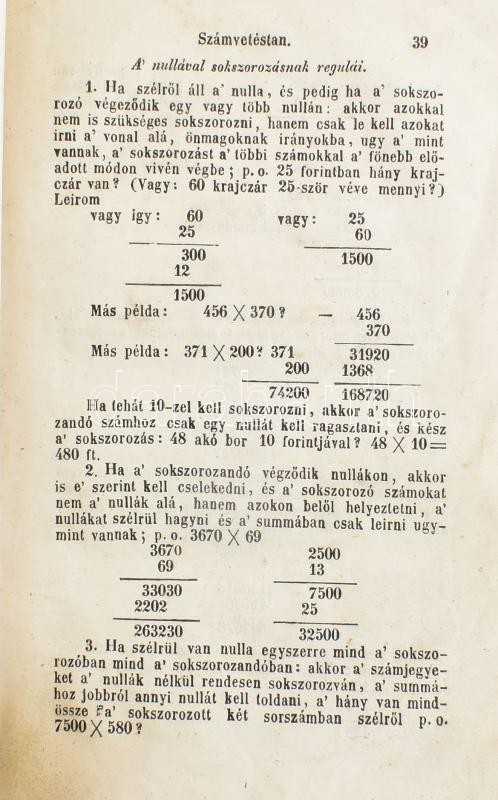 Számvetéstan. 39
A' nullával sokszorozásnak regulái.
1. Ha szélről áll a' nulla, és pedig ha a' sokszo-
rozó végeződik egy vagy több nullán: akkor azokkal
nem is szükséges sokszorozni, hanem csak le kell azokat
irni a' vonal alá, önmagoknak irányokba, ugy a' mint
vannak, a' sokszorozást a' többi számokkal a' fönebb elő-
adott módon vivén végbe; p. o. 25 forintban hány kraj-
czár van? (Vagy: 60 krajczár 25-ször véve mennyi?)
Leirom
vagy igy: 60 vagy: 25
25 60
300 1500
12
1500
Más példa: 456 × 370? — 456
370
Más példa: 371 × 200? 371 31920
200 1368
74200 168720
Ha tehát 10-zel kell sokszorozni, akkor a' sokszoro-
zandó számhoz csak egy nullát kell ragasztani, és kész
a' sokszorozás: 48 akó bor 10 forintjával? 48 × 10=
480 ft.
2. Ha a' sokszorozandó végződik nullákon, akkor
is e' szerint kell cselekedni, és a' sokszorozó számokat
nem a' nullák alá, hanem azokon belől helyeztetni, a'
nullákat szélrül hagyni és a' summában csak leirni ugy-
mint vannak; p. o. 3670 × 69
3670 2500
69 13
33030 7500
2202 25
263230 32500
3. Ha szélrül van nulla egyszerre mind a' sokszo-
rozóban mind a' sokszorozandóban: akkor a' számjegye-
ket a' nullák nélkül rendesen sokszorozván, a' summá-
hoz jobbról annyi nullát kell toldani, a' hány van mind-
össze a' sokszorozott két sorszámban szélről p. o.
7500 × 580?
darabanth